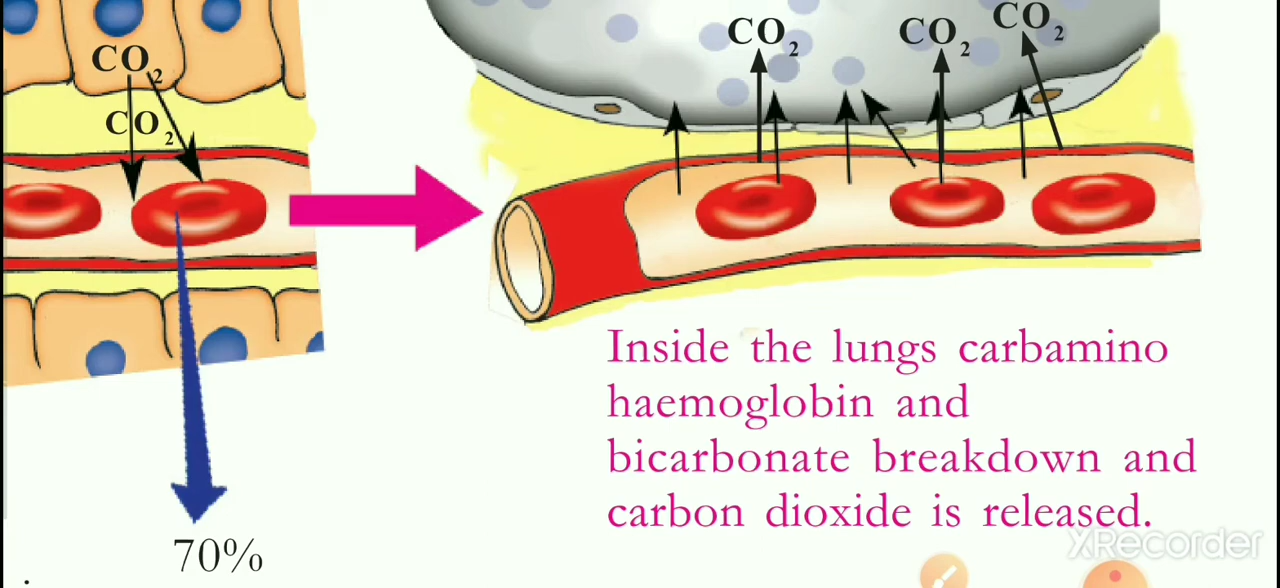 CO2
CO2
CO2
CO2
CO2
70%
Inside the lungs carbamino
haemoglobin and
bicarbonate breakdown and
carbon dioxide is released.
XRecorder